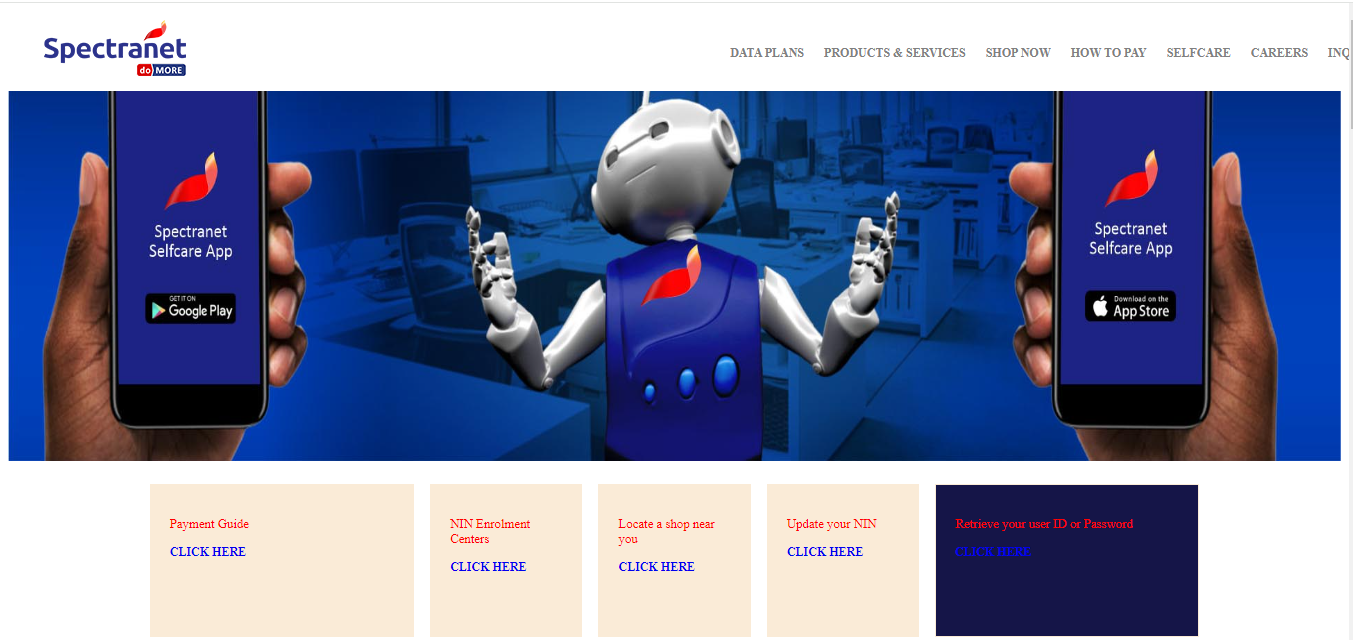 Spectranet
do MORE
DATA PLANS PRODUCTS & SERVICES SHOP NOW HOW TO PAY SELFCARE CAREERS INQ
Spectranet
Selfcare App
GET IT ON
Google Play
Spectranet
Selfcare App
Download on the
App Store
Payment Guide
CLICK HERE
NIN Enrolment
Centers
CLICK HERE
Locate a shop near
you
CLICK HERE
Update your NIN
CLICK HERE
Retrieve your user ID or Password
CLICK HERE